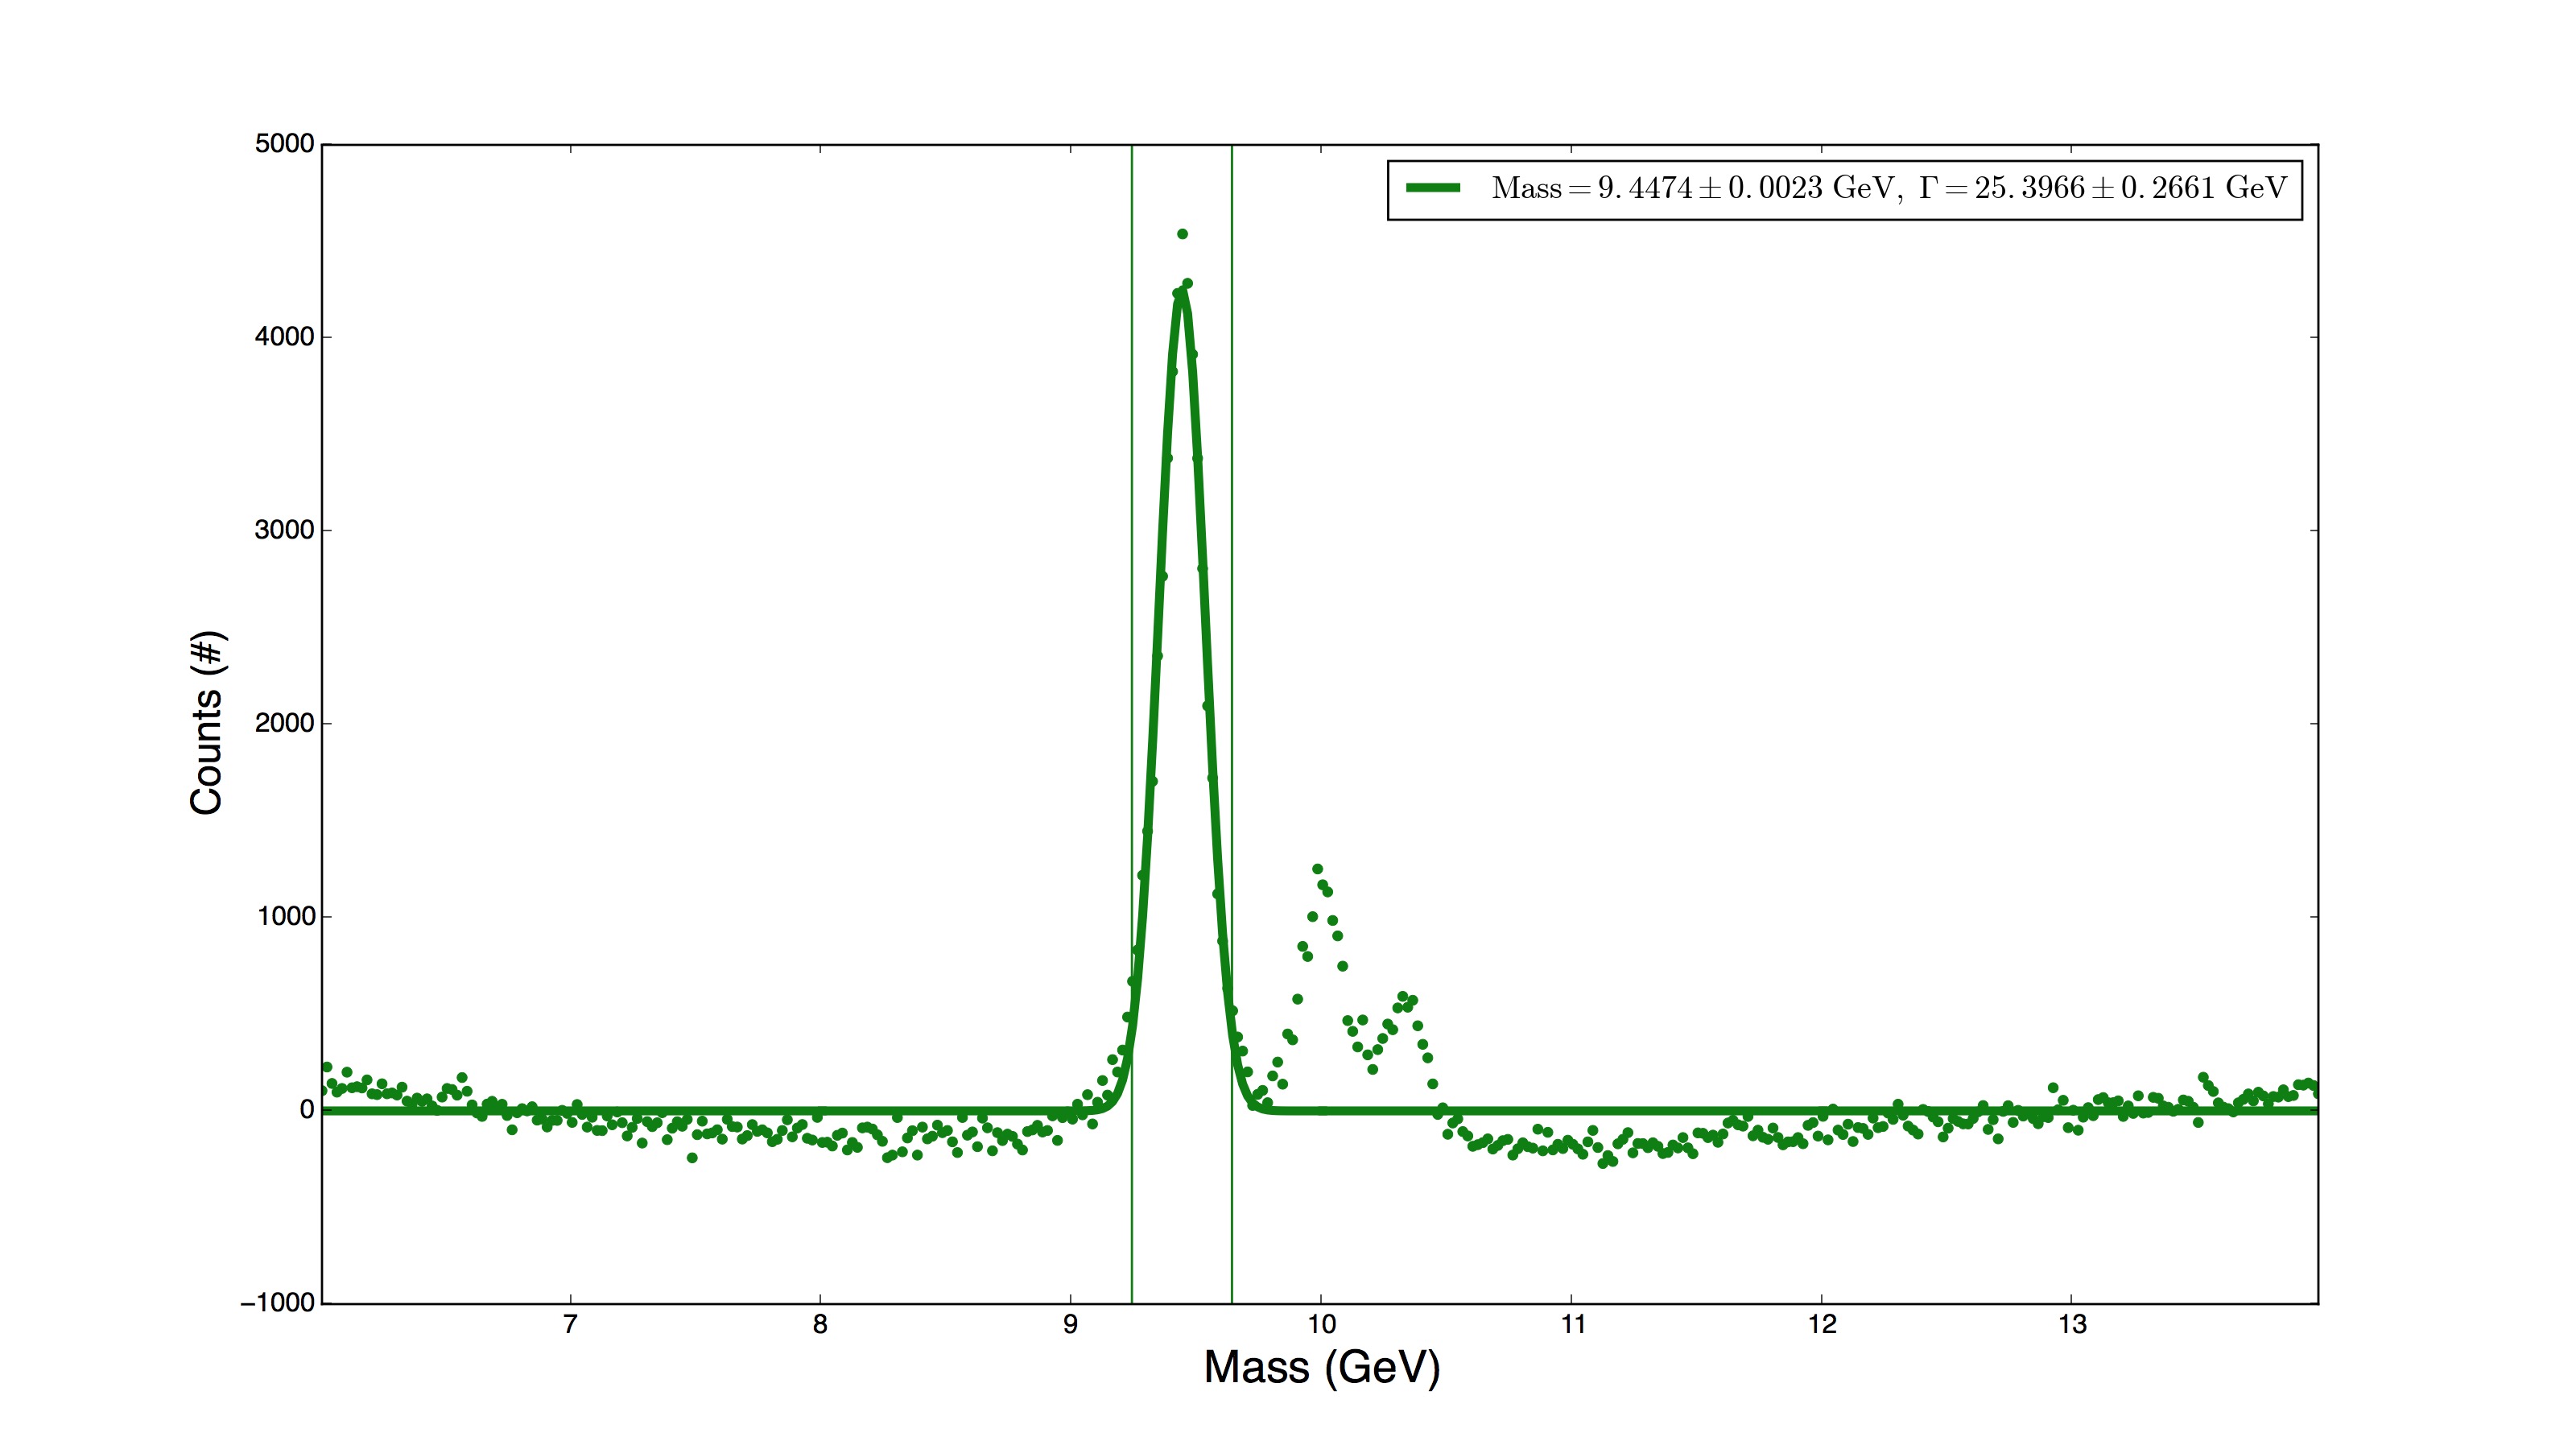 5000
Mass = 9.4474 ± 0.0023 GeV, Γ = 25.3966 ± 0.2661 GeV
4000
3000
2000
1000
0
−1000
Counts (#)
7 8 9 10 11 12 13
Mass (GeV)